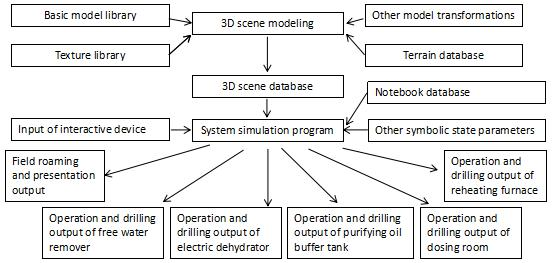 Basic model library
3D scene modeling
Other model transformations
Texture library
Terrain database
3D scene database
Notebook database
Input of interactive device
System simulation program
Other symbolic state parameters
Field roaming
and presentation
output
Operation and
drilling output of
reheating furnace
Operation and drilling
output of free water
remover
Operation and
drilling output of
electric dehydrator
Operation and drilling
output of purifying oil
buffer tank
Operation and
drilling output of
dosing room